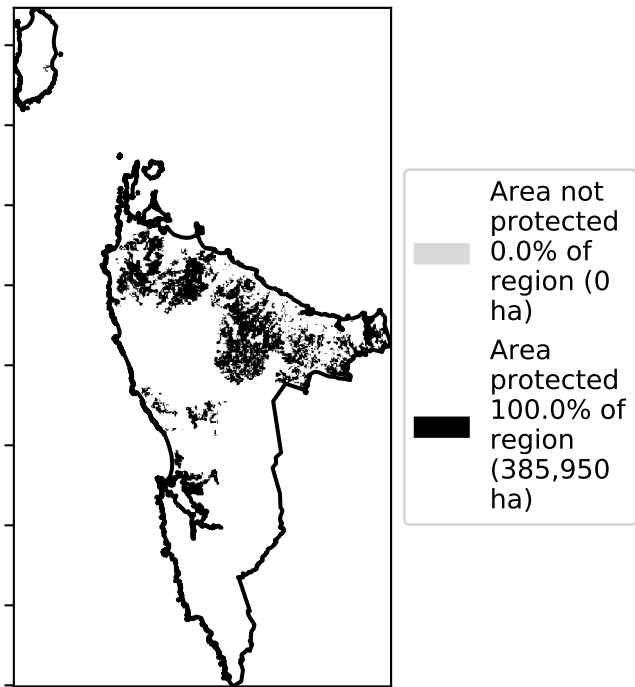 Area not
protected
0.0% of
region (0
ha)
Area
protected
100.0% of
region
(385,950
ha)